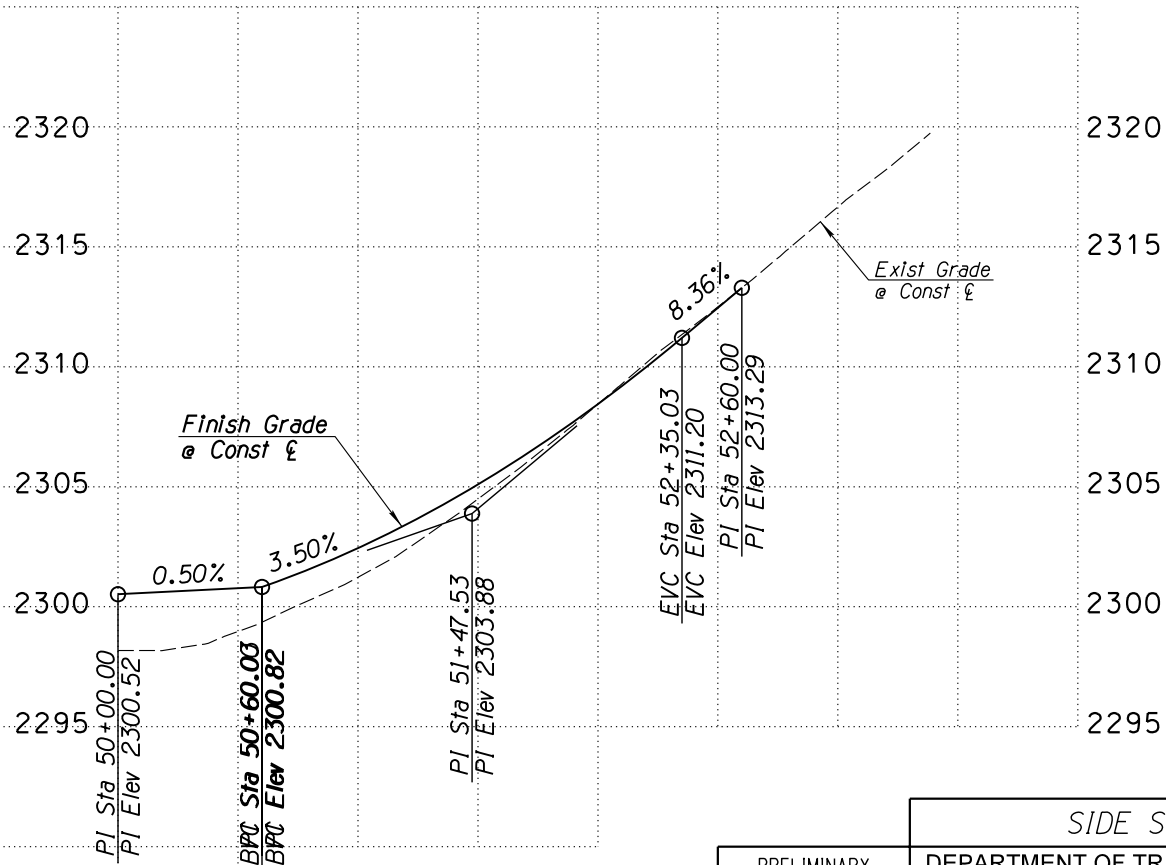 2320
2320
2315
2315
Exist Grade
@ Const ℄
8.36%
2310
2310
Finish Grade
@ Const ℄
2305
2305
3.50%
0.50%
2300
2300
2295
2295
PI Sta 50+00.00
PI Elev 2300.52
Sta 50+60.03
Elev 2300.82
PI Sta 51+47.53
PI Elev 2303.88
EVC Sta 52+35.03
EVC Elev 2311.20
PI Sta 52+60.00
PI Elev 2313.29
SIDE S
PRELIMINARY
DEPARTMENT OF TR